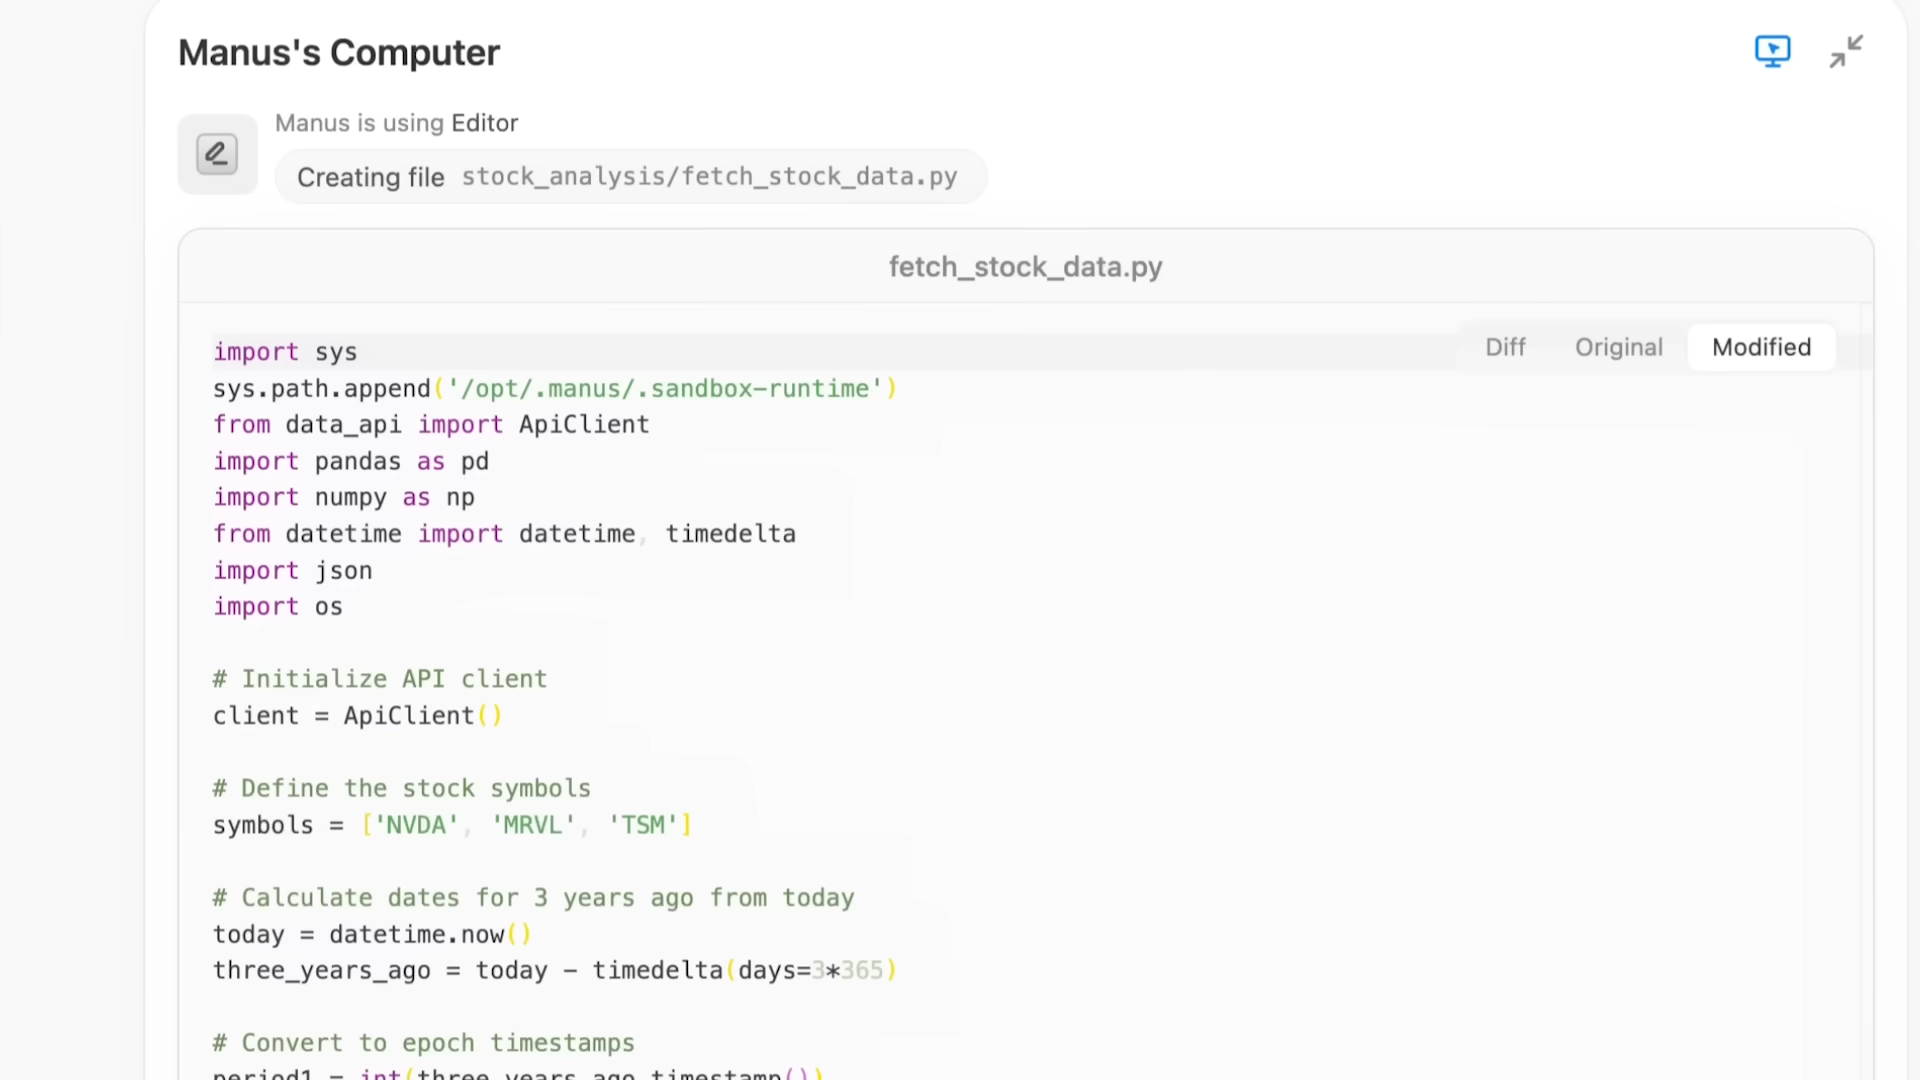 Manus's Computer
Manus is using Editor
Creating file stock_analysis/fetch_stock_data.py
fetch_stock_data.py
Diff Original Modified
import sys
sys.path.append('/opt/.manus/.sandbox-runtime')
from data_api import ApiClient
import pandas as pd
import numpy as np
from datetime import datetime, timedelta
import json
import os
# Initialize API client
client = ApiClient()
# Define the stock symbols
symbols = ['NVDA', 'MRVL', 'TSM']
# Calculate dates for 3 years ago from today
today = datetime.now()
three_years_ago = today - timedelta(days=3*365)
# Convert to epoch timestamps
period1 = int(three_years_ago.timestamp())